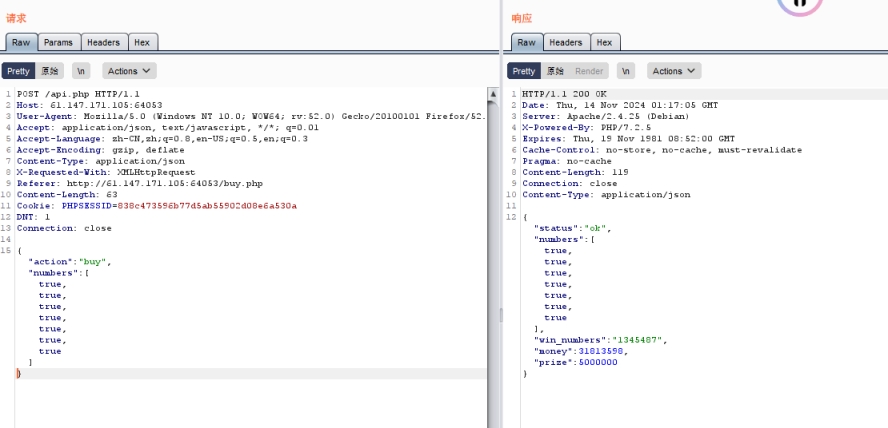 请求
Raw Params Headers Hex
Pretty 原始 \n Actions
1 POST /api.php HTTP/1.1
2 Host: 61.147.171.105:64053
3 User-Agent: Mozilla/5.0 (Windows NT 10.0; WOW64; rv:52.0) Gecko/20100101 Firefox/52.
4 Accept: application/json, text/javascript, */*; q=0.01
5 Accept-Language: zh-CN,zh;q=0.8,en-US;q=0.5,en;q=0.3
6 Accept-Encoding: gzip, deflate
7 Content-Type: application/json
8 X-Requested-With: XMLHttpRequest
9 Referer: http://61.147.171.105:64053/buy.php
10 Content-Length: 63
11 Cookie: PHPSESSID=838c473596b77d5ab55902d08e6a530a
12 DNT: 1
13 Connection: close
14
15 {
"action":"buy",
"numbers":[
true,
true,
true,
true,
true,
true,
true
]
}
响应
Raw Headers Hex
Pretty 原始 Render \n Actions
1 HTTP/1.1 200 OK
2 Date: Thu, 14 Nov 2024 01:17:05 GMT
3 Server: Apache/2.4.25 (Debian)
4 X-Powered-By: PHP/7.2.5
5 Expires: Thu, 19 Nov 1981 08:52:00 GMT
6 Cache-Control: no-store, no-cache, must-revalidate
7 Pragma: no-cache
8 Content-Length: 119
9 Connection: close
10 Content-Type: application/json
11
12 {
"status":"ok",
"numbers":[
true,
true,
true,
true,
true,
true,
true
],
"win_numbers":"1345487",
"money":31813598,
"prize":5000000
}